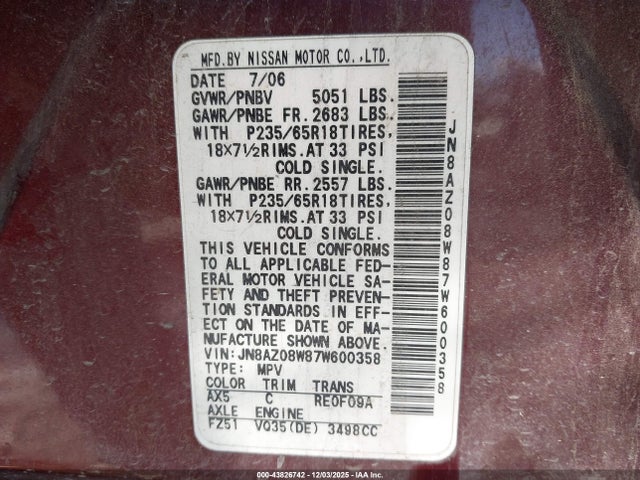 MFD.BY NISSAN MOTOR CO.,LTD.
DATE 7/06
GVWR/PNBV 5051 LBS.
GAWR/PNBE FR. 2683 LBS.
WITH P235/65R18TIRES,
18X7½RIMS.AT 33 PSI
COLD SINGLE.
GAWR/PNBE RR. 2557 LBS.
WITH P235/65R18TIRES,
18X7½RIMS.AT 33 PSI
COLD SINGLE.
THIS VEHICLE CONFORMS
TO ALL APPLICABLE FED-
ERAL MOTOR VEHICLE SA-
FETY AND THEFT PREVEN-
TION STANDARDS IN EFF-
ECT ON THE DATE OF MA-
NUFACTURE SHOWN ABOVE.
VIN:JN8AZ08W87W600358
TYPE: MPV
COLOR TRIM TRANS
AX5 C RE0F09A
AXLE ENGINE
FZ51 VQ35(DE) 3498CC
JN8AZ08W87W600358
000-43826742 - 12/03/2025 - IAAI.COM